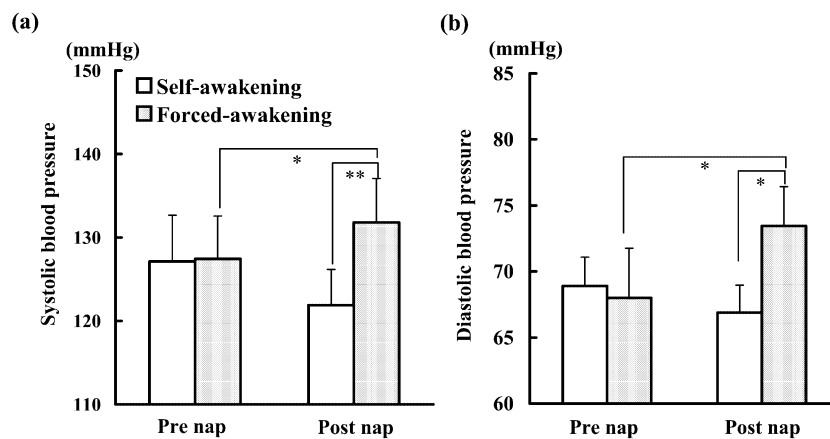 (a)
(mmHg)
Systolic blood pressure
150
140
130
120
110
Self-awakening
Forced-awakening
*
**
Pre nap
Post nap
(b)
(mmHg)
Diastolic blood pressure
85
80
75
70
65
60
*
*
Pre nap
Post nap